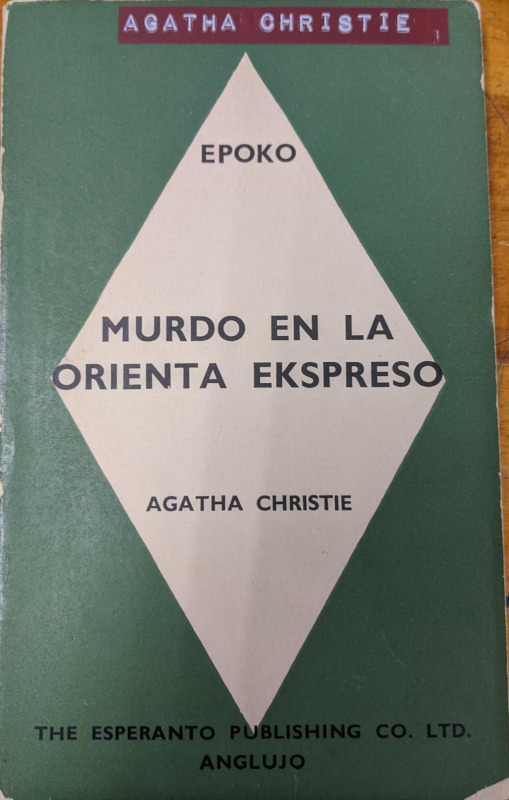 AGATHA CHRISTIE
EPOKO
MURDO EN LA
ORIENTA EKSPRESO
AGATHA CHRISTIE
THE ESPERANTO PUBLISHING CO. LTD.
ANGLUJO